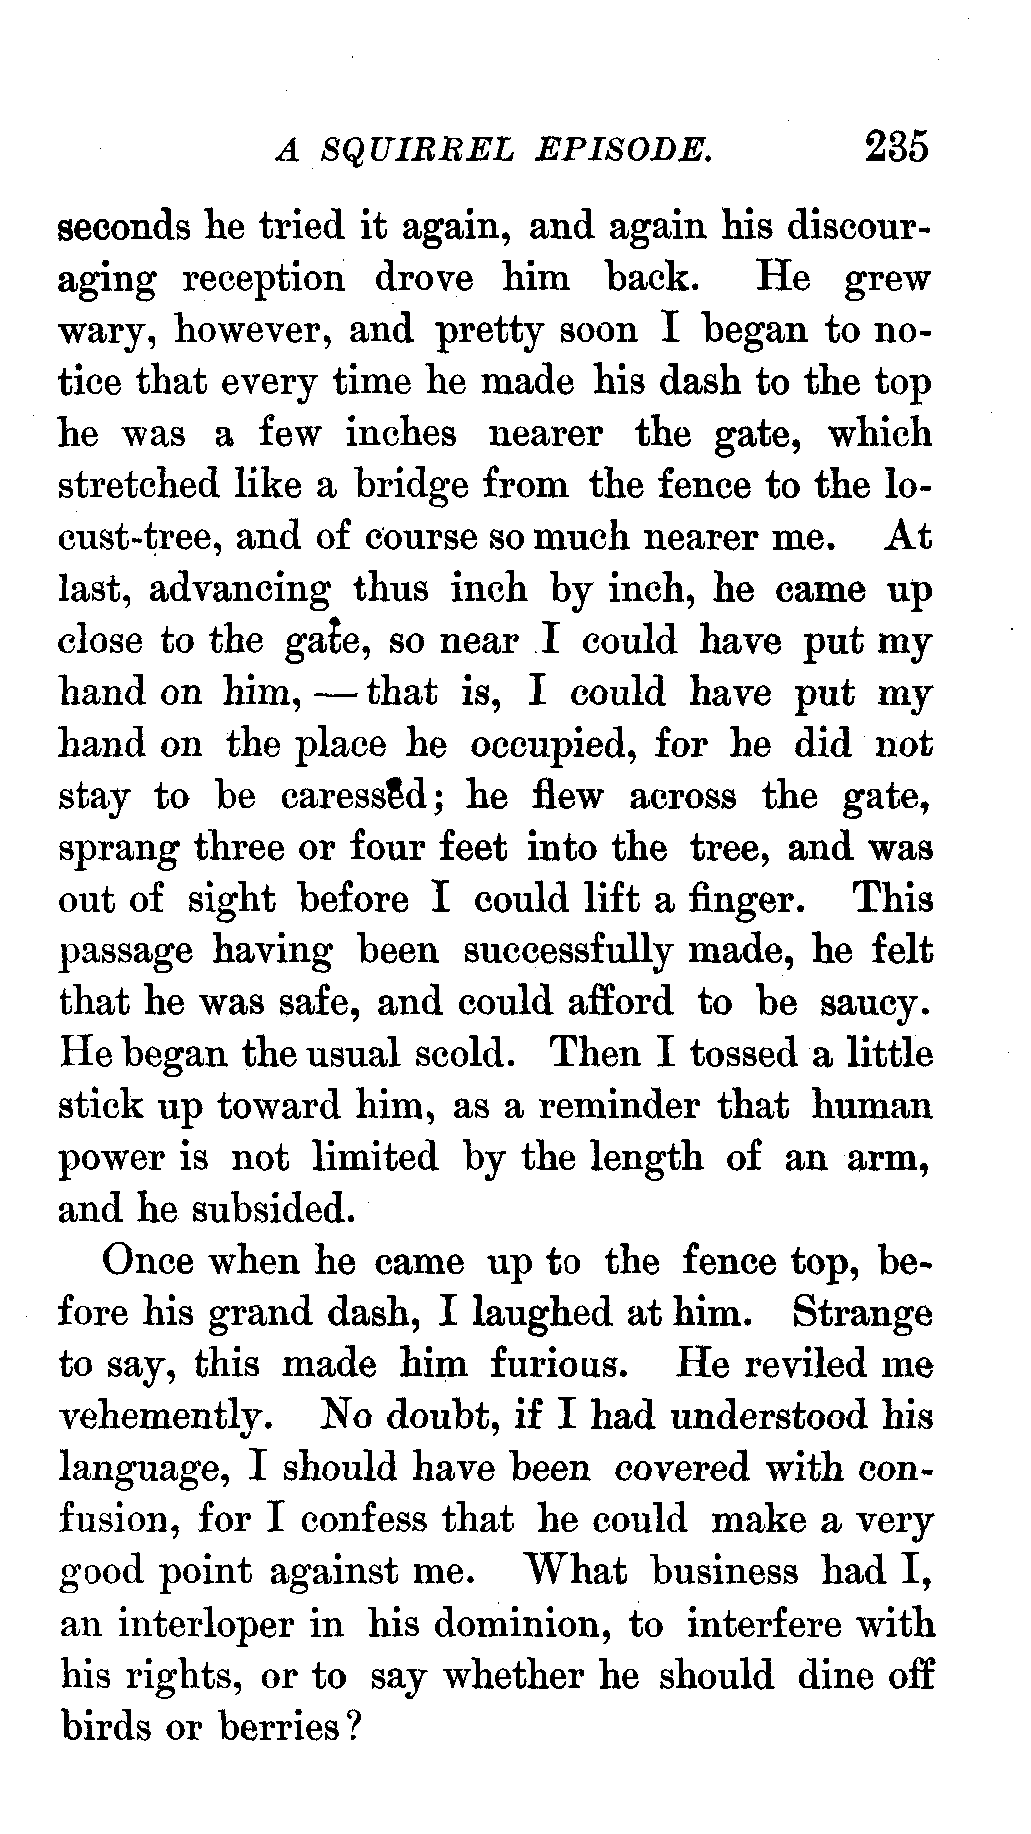 A SQUIRREL EPISODE. 235
seconds he tried it again, and again his discour-
aging reception drove him back. He grew
wary, however, and pretty soon I began to no-
tice that every time he made his dash to the top
he was a few inches nearer the gate, which
stretched like a bridge from the fence to the lo-
cust-tree, and of course so much nearer me. At
last, advancing thus inch by inch, he came up
close to the gate, so near I could have put my
hand on him, — that is, I could have put my
hand on the place he occupied, for he did not
stay to be caressed; he flew across the gate,
sprang three or four feet into the tree, and was
out of sight before I could lift a finger. This
passage having been successfully made, he felt
that he was safe, and could afford to be saucy.
He began the usual scold. Then I tossed a little
stick up toward him, as a reminder that human
power is not limited by the length of an arm,
and he subsided.
Once when he came up to the fence top, be-
fore his grand dash, I laughed at him. Strange
to say, this made him furious. He reviled me
vehemently. No doubt, if I had understood his
language, I should have been covered with con-
fusion, for I confess that he could make a very
good point against me. What business had I,
an interloper in his dominion, to interfere with
his rights, or to say whether he should dine off
birds or berries?